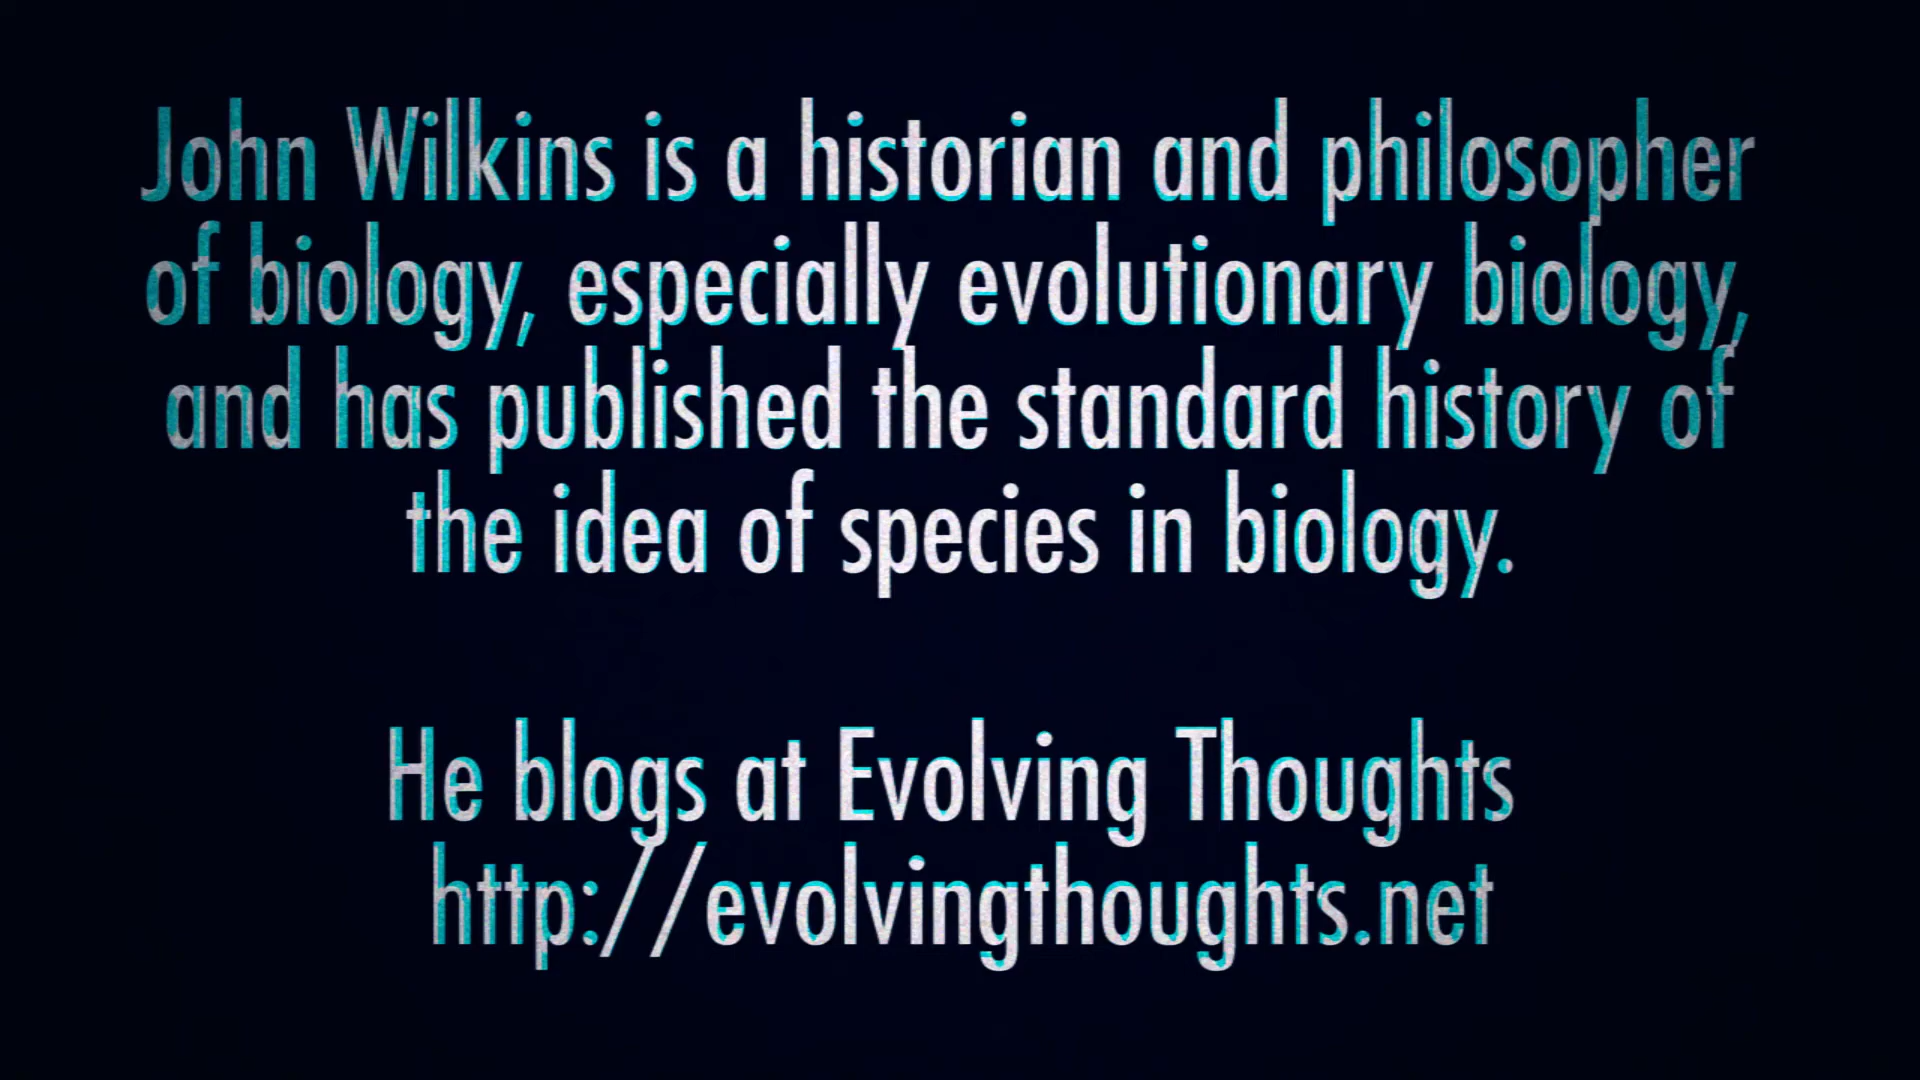 John Wilkins is a historian and philosopher
of biology, especially evolutionary biology,
and has published the standard history of
the idea of species in biology.
He blogs at Evolving Thoughts
http://evolvingthoughts.net